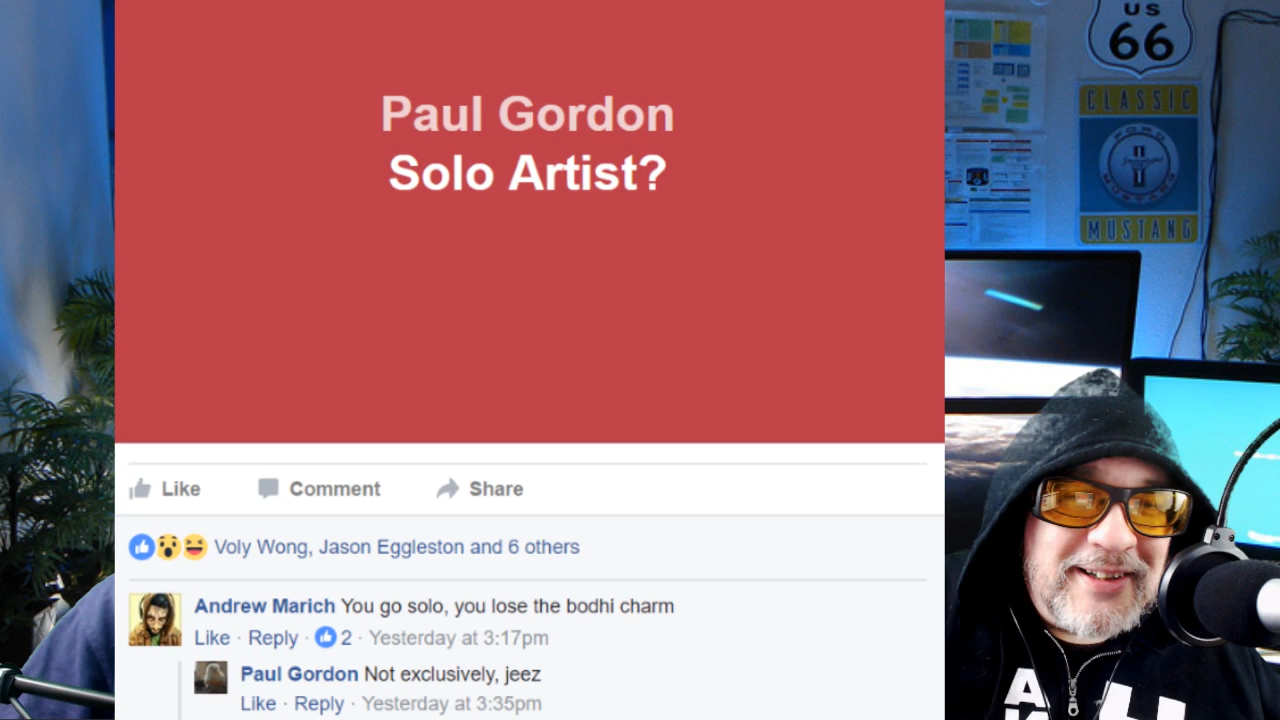 Paul Gordon
Solo Artist?
Like Comment Share
Voly Wong, Jason Eggleston and 6 others
Andrew Marich You go solo, you lose the bodhi charm
Like · Reply · 2 · Yesterday at 3:17pm
Paul Gordon Not exclusively, jeez
Like · Reply · Yesterday at 3:35pm
US
66
CLASSIC
FORD
MUSTANG
MUSTANG